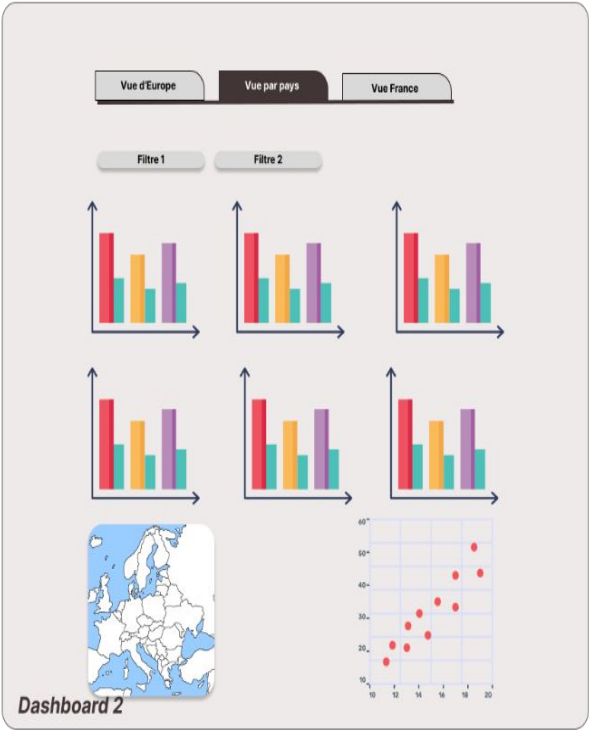 Vue d'Europe
Vue par pays
Vue France
Filtre 1
Filtre 2
60
50
40
30
20
10
10 12 14 16 18 20
Dashboard 2